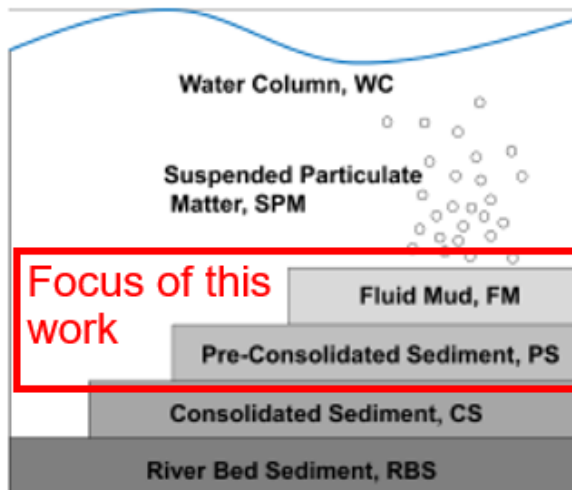 Water Column, WC
Suspended Particulate
Matter, SPM
Focus of this
work
Fluid Mud, FM
Pre-Consolidated Sediment, PS
Consolidated Sediment, CS
River Bed Sediment, RBS